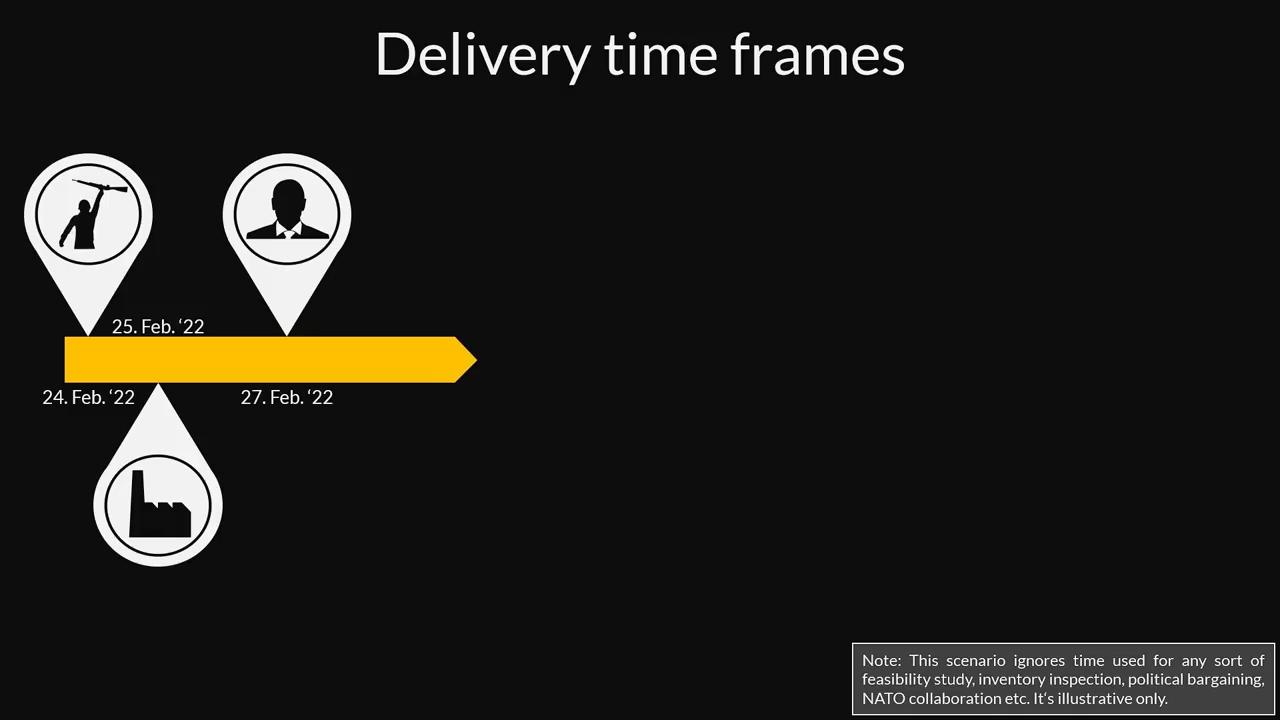 Delivery time frames
25. Feb. ‘22
24. Feb. ‘22
27. Feb. ‘22
Note: This scenario ignores time used for any sort of
feasibility study, inventory inspection, political bargaining,
NATO collaboration etc. It‘s illustrative only.